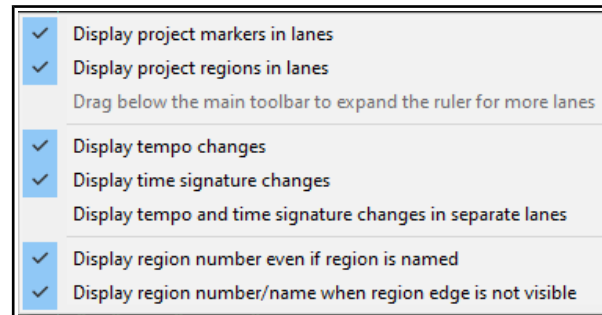 Display project markers in lanes
Display project regions in lanes
Drag below the main toolbar to expand the ruler for more lanes
Display tempo changes
Display time signature changes
Display tempo and time signature changes in separate lanes
Display region number even if region is named
Display region number/name when region edge is not visible